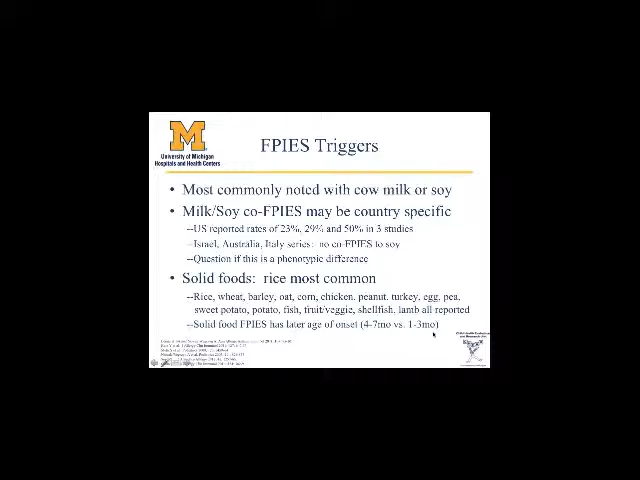 M
University of Michigan
Hospitals and Health Centers
FPIES Triggers
• Most commonly noted with cow milk or soy
• Milk/Soy co-FPIES may be country specific
--US reported rates of 23%, 29% and 50% in 3 studies
--Israel, Australia, Italy series: no co-FPIES to soy
--Question if this is a phenotypic difference
• Solid foods: rice most common
--Rice, wheat, barley, oat, corn, chicken, peanut, turkey, egg, pea,
sweet potato, potato, fish, fruit/veggie, shellfish, lamb all reported
--Solid food FPIES has later age of onset (4-7mo vs. 1-3mo)